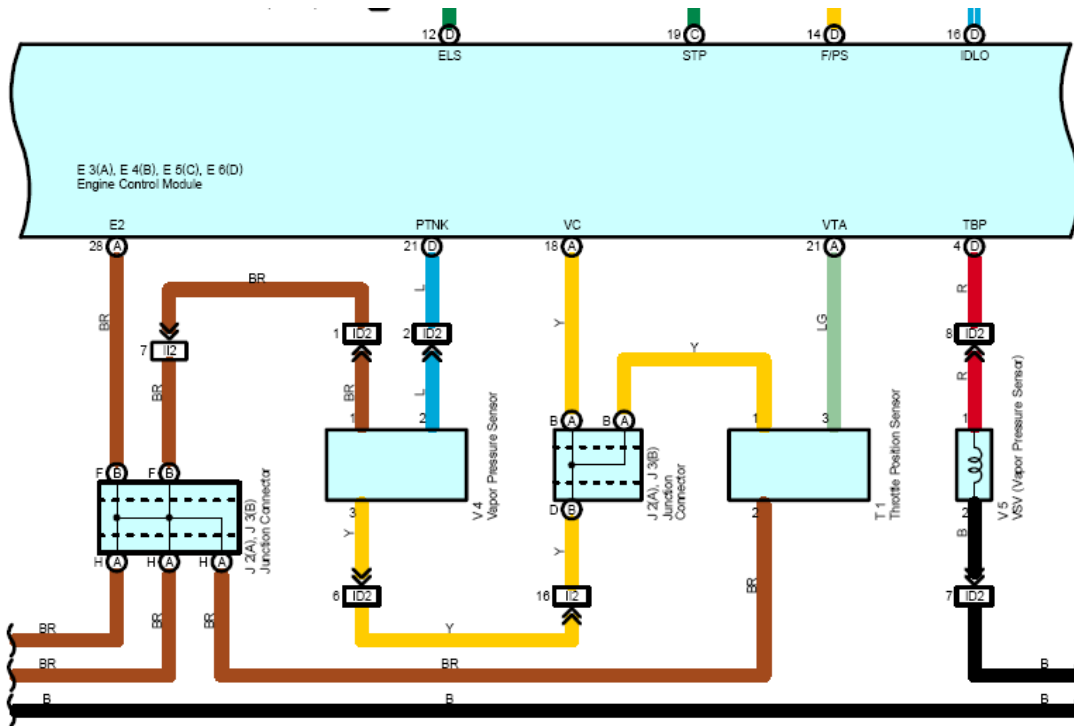 12 D
19 C
14 D
16 D
ELS
STP
F/PS
IDLO
E 3(A), E 4(B), E 5(C), E 6(D)
Engine Control Module
E2
PTNK
VC
VTA
TBP
28 A
21 D
18 A
21 A
4 D
BR
BR
L
Y
LG
R
1 ID2
2 ID2
8 ID2
7 II2
Y
BR
BR
L
R
1
2
B A
B A
1
3
1
V 4
Vapor Pressure Sensor
J 2(A), J 3(B)
Junction
Connector
T 1
Throttle Position Sensor
V 5
VSV (Vapor Pressure Sensor)
F B
F B
J 2(A), J 3(B)
Junction Connector
3
D B
2
2
H A
H A
H A
Y
Y
B
6 ID2
16 II2
BR
7 ID2
BR
BR
BR
Y
BR
BR
B
B
B
B